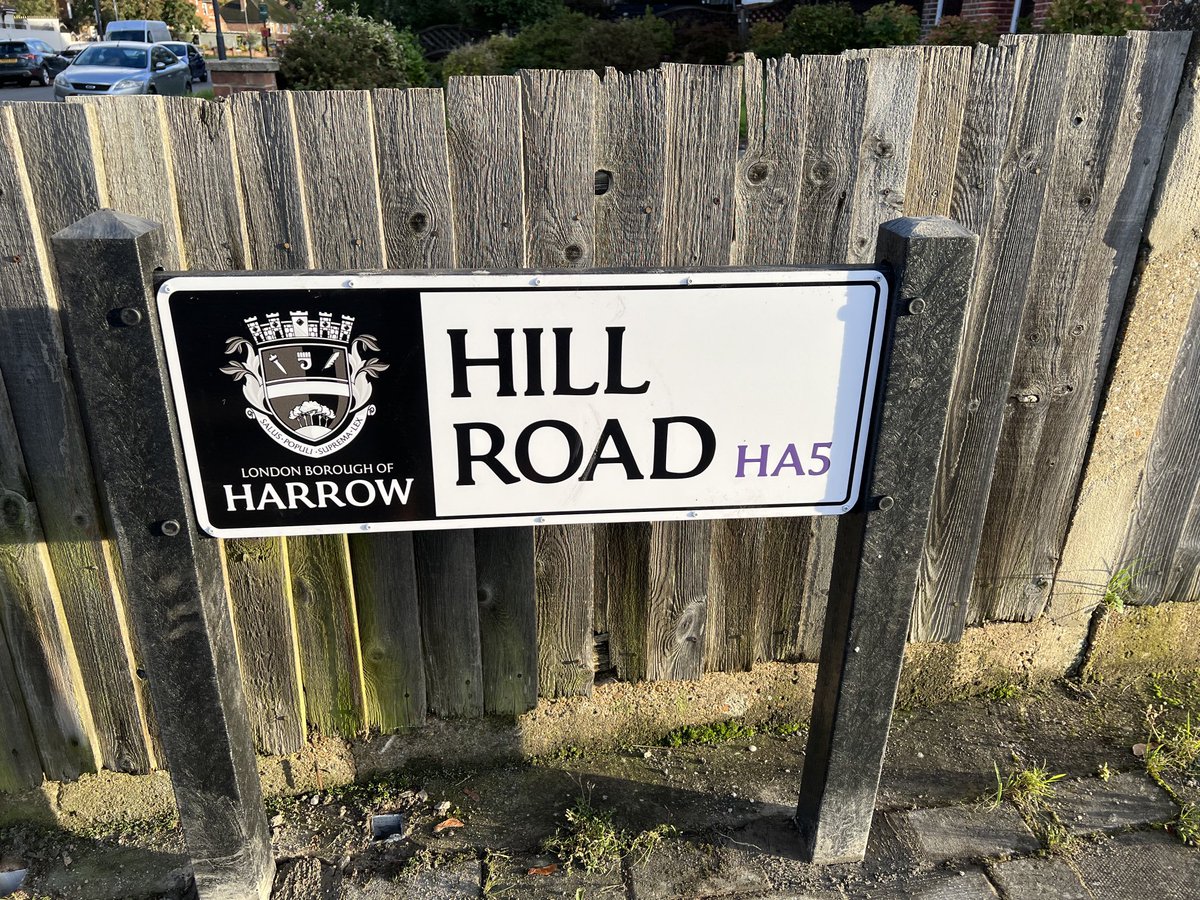 SALUS · POPULI · SUPREMA · LEX
LONDON BOROUGH OF
HARROW
HILL
ROAD HA5